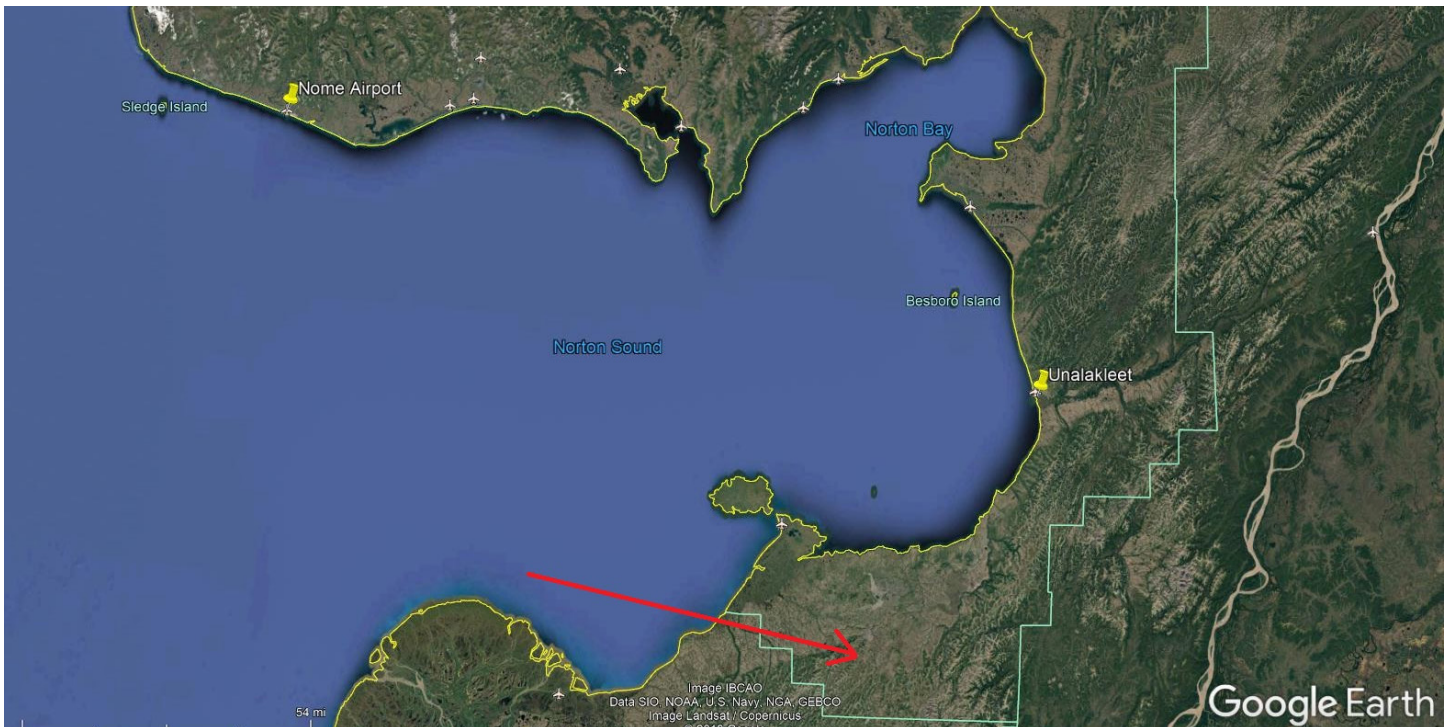 Nome Airport
Sledge Island
Norton Bay
Besboro Island
Norton Sound
Unalakleet
Image IBCAO
Data SIO, NOAA, U.S. Navy, NGA, GEBCO
Image Landsat / Copernicus
54 mi
Google Earth